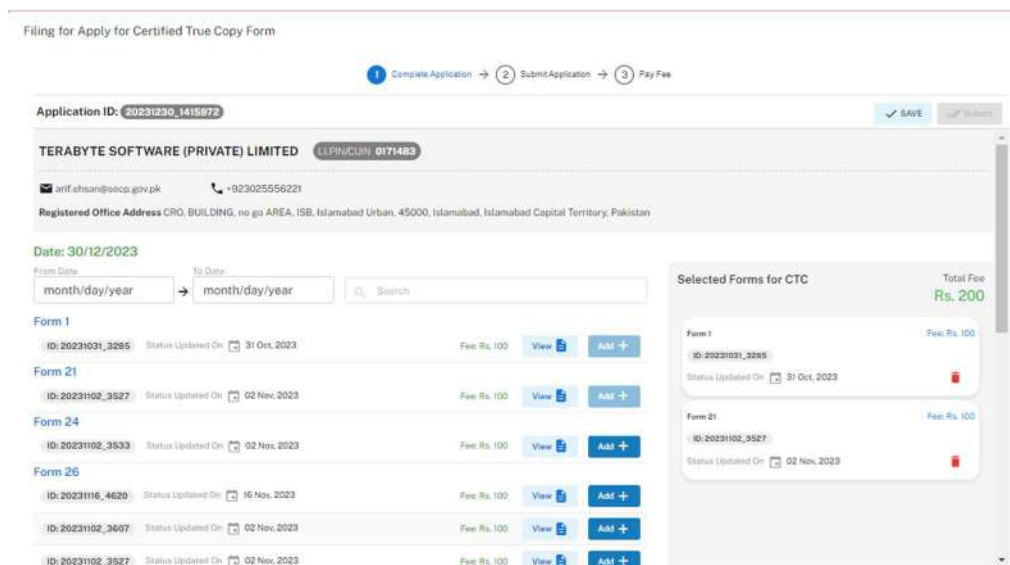 Filing for Apply for Certified True Copy Form
1 Complete Application → 2 Submit Application → 3 Pay Fee
Application ID: 20231230_1415972
SAVE Submit
TERABYTE SOFTWARE (PRIVATE) LIMITED LLPIN/CUIN 0171483
arif.ehsan@secp.gov.pk +923025556221
Registered Office Address CRO, BUILDING, no go AREA, ISB, Islamabad Urban, 45000, Islamabad, Islamabad Capital Territory, Pakistan
Date: 30/12/2023
From Date To Date
month/day/year → month/day/year Search
Form 1
ID: 20231031_3285 Status Updated On 31 Oct, 2023 Fee: Rs. 100 View Add +
Form 21
ID: 20231102_3527 Status Updated On 02 Nov, 2023 Fee: Rs. 100 View Add +
Form 24
ID: 20231102_3533 Status Updated On 02 Nov, 2023 Fee: Rs. 100 View Add +
Form 26
ID: 20231116_4620 Status Updated On 16 Nov, 2023 Fee: Rs. 100 View Add +
ID: 20231102_3607 Status Updated On 02 Nov, 2023 Fee: Rs. 100 View Add +
ID: 20231102_3527 Status Updated On 02 Nov, 2023 Fee: Rs. 100 View Add +
Selected Forms for CTC Total Fee
Rs. 200
Form 1 Fee: Rs. 100
ID: 20231031_3285
Status Updated On 31 Oct, 2023
Form 21 Fee: Rs. 100
ID: 20231102_3527
Status Updated On 02 Nov, 2023